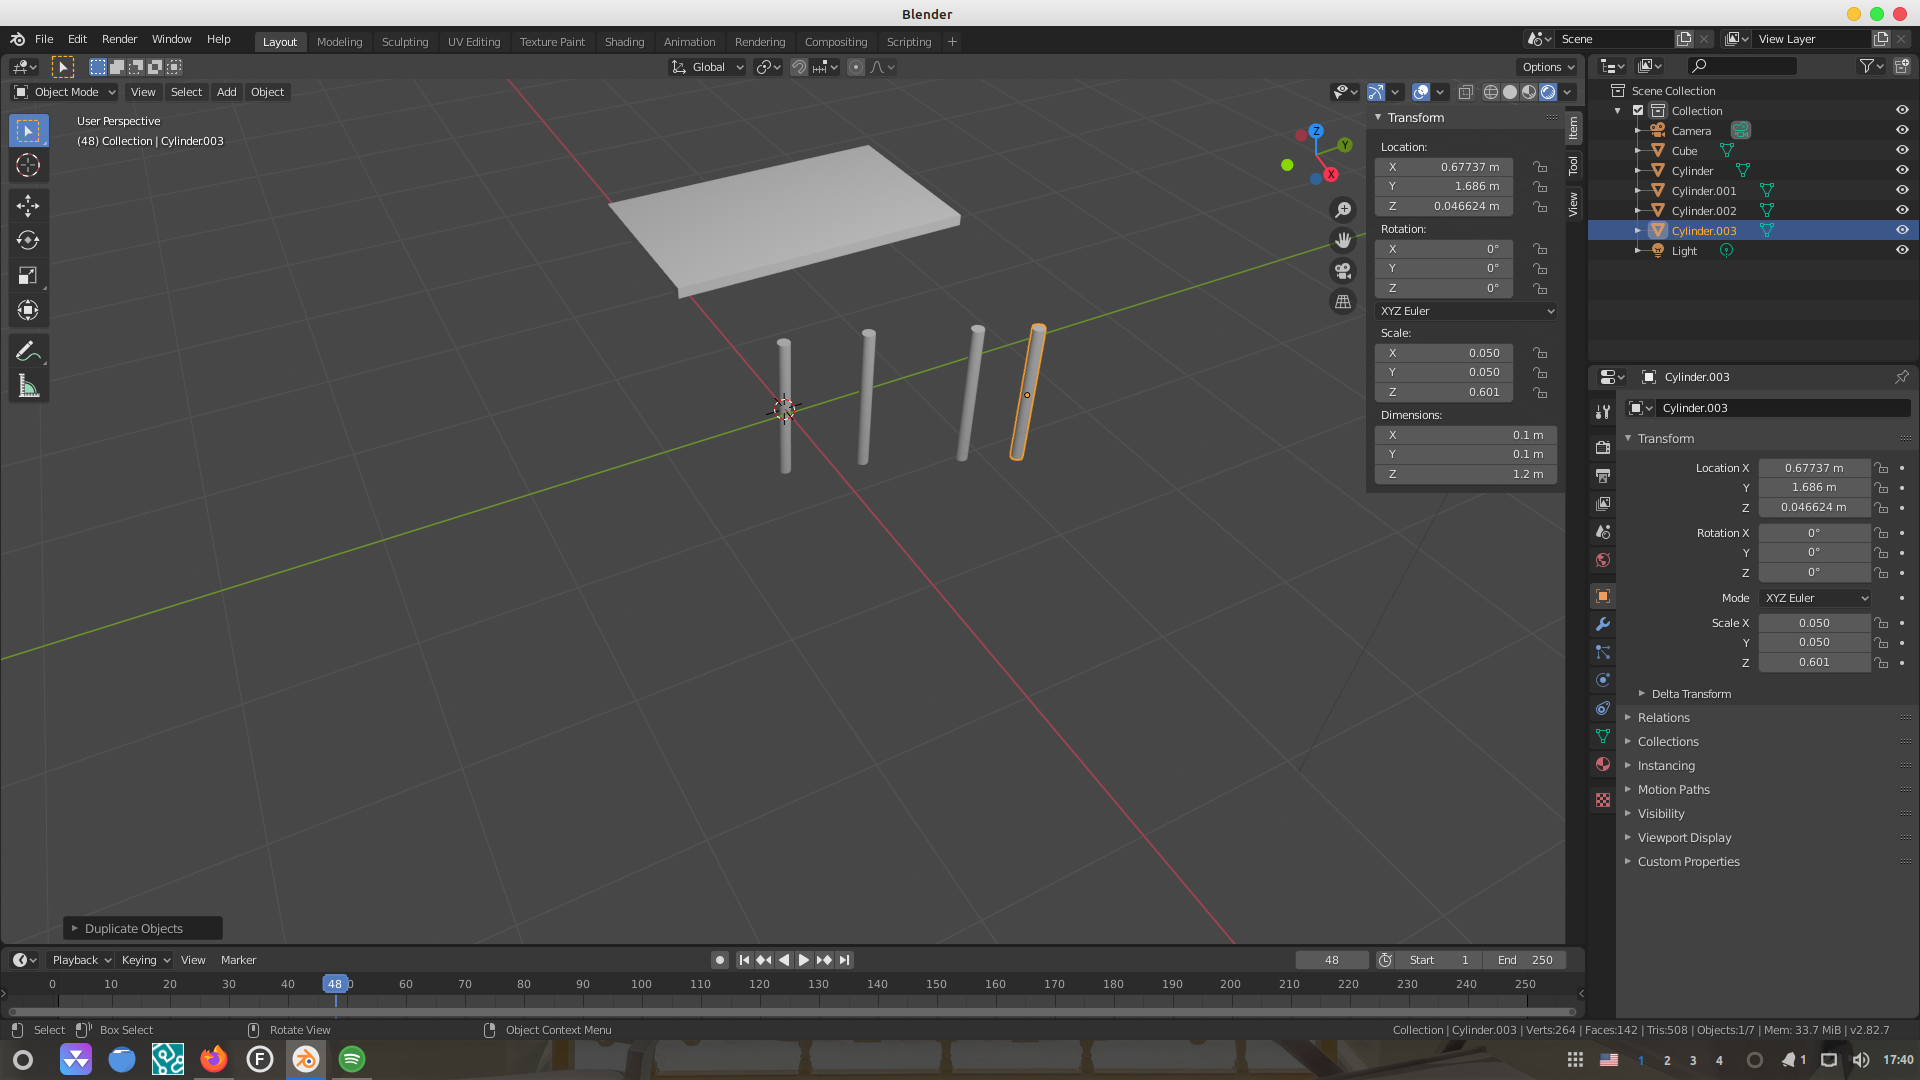 Blender
File Edit Render Window Help Layout Modeling Sculpting UV Editing Texture Paint Shading Animation Rendering Compositing Scripting + Scene View Layer
Global Options
Object Mode View Select Add Object
User Perspective
(48) Collection | Cylinder.003
Z
Y
X
Transform
Location:
X 0.67737 m
Y 1.686 m
Z 0.046624 m
Rotation:
X 0°
Y 0°
Z 0°
XYZ Euler
Scale:
X 0.050
Y 0.050
Z 0.601
Dimensions:
X 0.1 m
Y 0.1 m
Z 1.2 m
Item
Tool
View
Scene Collection
Collection
Camera
Cube
Cylinder
Cylinder.001
Cylinder.002
Cylinder.003
Light
Cylinder.003
Cylinder.003
Transform
Location X 0.67737 m
Y 1.686 m
Z 0.046624 m
Rotation X 0°
Y 0°
Z 0°
Mode XYZ Euler
Scale X 0.050
Y 0.050
Z 0.601
Delta Transform
Relations
Collections
Instancing
Motion Paths
Visibility
Viewport Display
Custom Properties
Duplicate Objects
Playback Keying View Marker 48 Start 1 End 250
0 10 20 30 40 48 0 60 70 80 90 100 110 120 130 140 150 160 170 180 190 200 210 220 230 240 250
Select Box Select Rotate View Object Context Menu Collection | Cylinder.003 | Verts:264 | Faces:142 | Tris:508 | Objects:1/7 | Mem: 33.7 MiB | v2.82.7
F 1 2 3 4 1 17:40